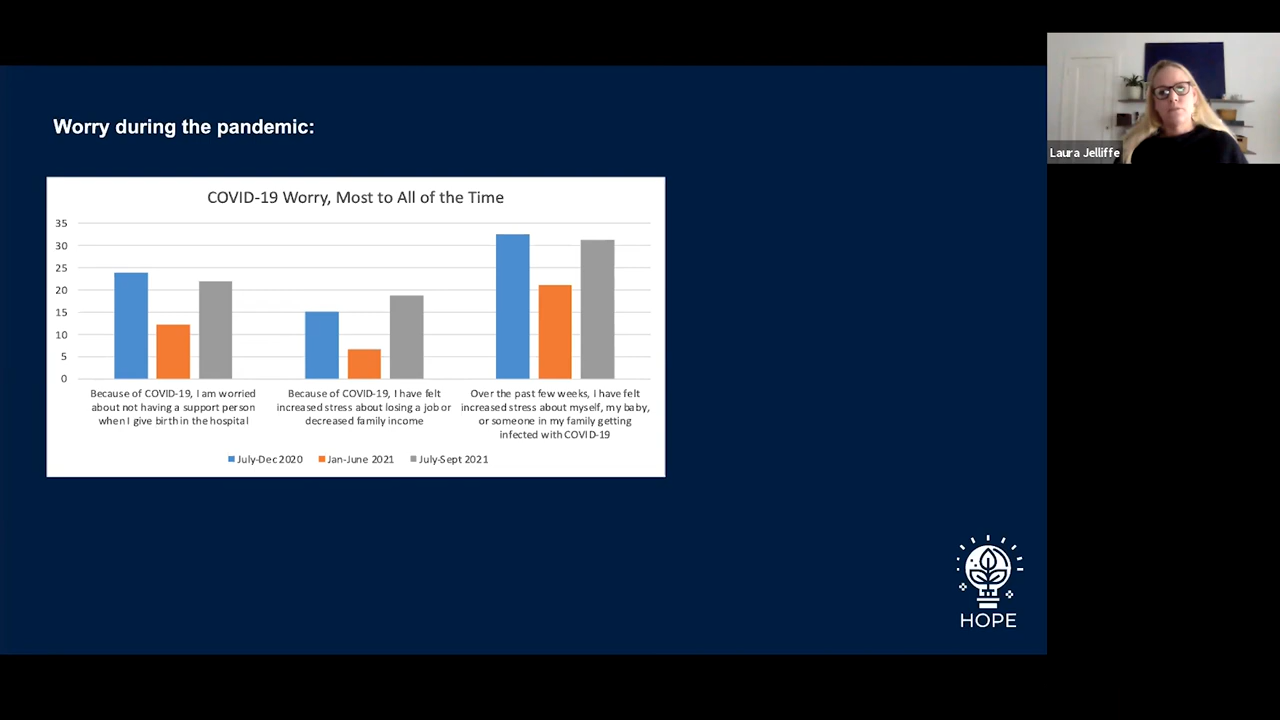 Worry during the pandemic:
Laura Jelliffe
COVID-19 Worry, Most to All of the Time
35
30
25
20
15
10
5
0
Because of COVID-19, I am worried
about not having a support person
when I give birth in the hospital
Because of COVID-19, I have felt
increased stress about losing a job or
decreased family income
Over the past few weeks, I have felt
increased stress about myself, my baby,
or someone in my family getting
infected with COVID-19
July-Dec 2020 Jan-June 2021 July-Sept 2021
HOPE